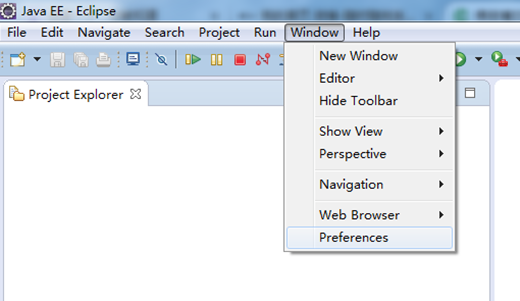 Java EE - Eclipse
File Edit Navigate Search Project Run Window Help
New Window
Editor
Hide Toolbar
Show View
Perspective
Navigation
Web Browser
Preferences
Project Explorer